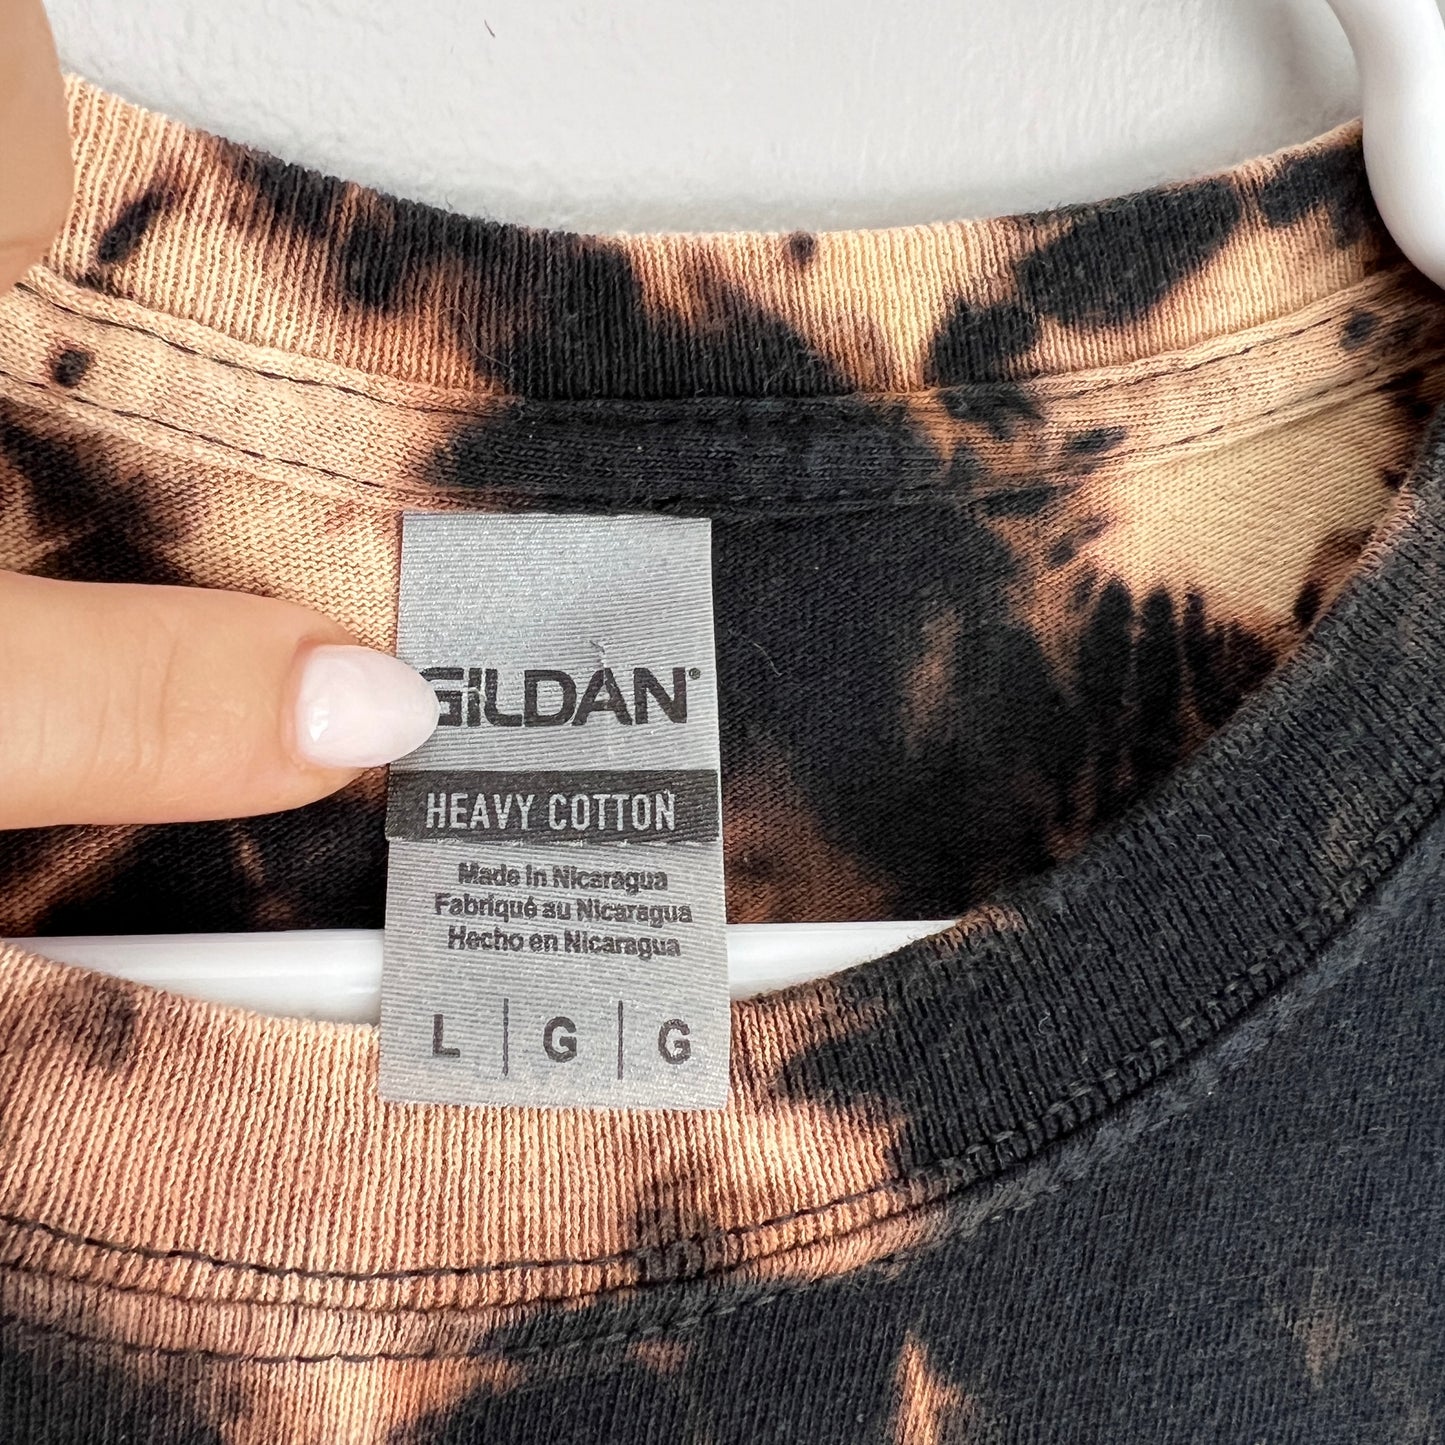 GILDAN®
HEAVY COTTON
Made in Nicaragua
Fabriqué au Nicaragua
Hecho en Nicaragua
L | G | G